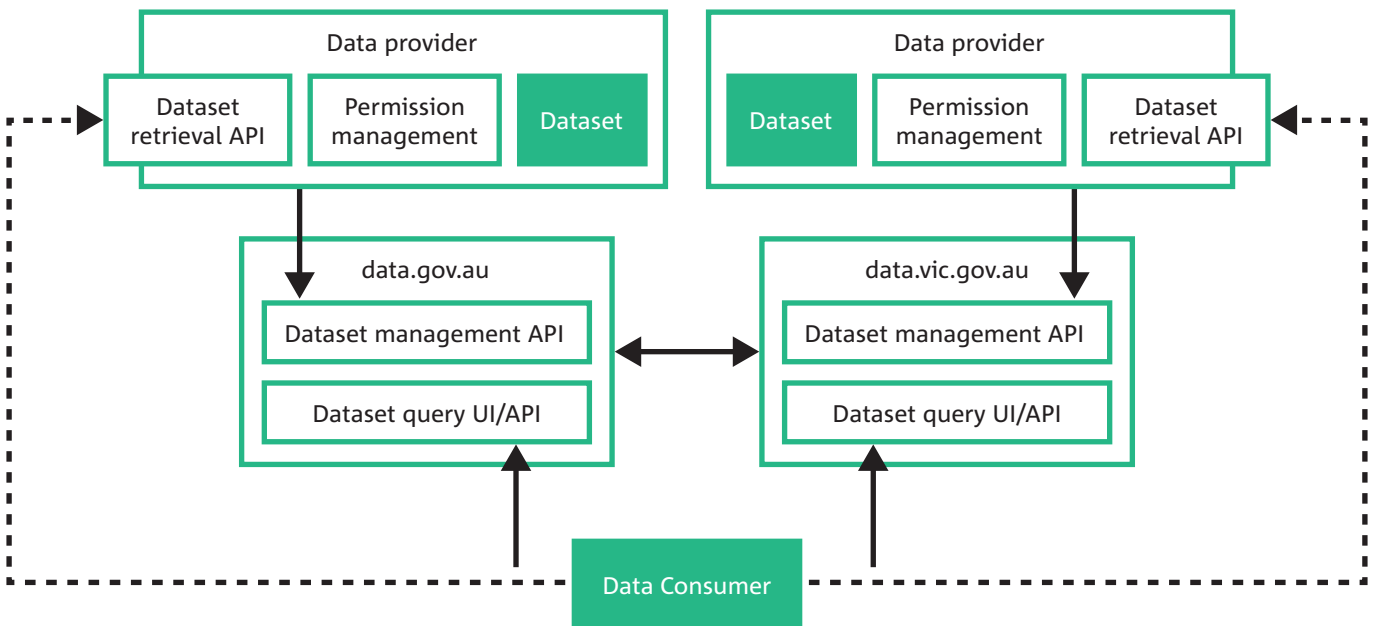 Data provider
Dataset
retrieval API
Permission
management
Dataset
Data provider
Dataset
Permission
management
Dataset
retrieval API
data.gov.au
Dataset management API
Dataset query UI/API
data.vic.gov.au
Dataset management API
Dataset query UI/API
Data Consumer